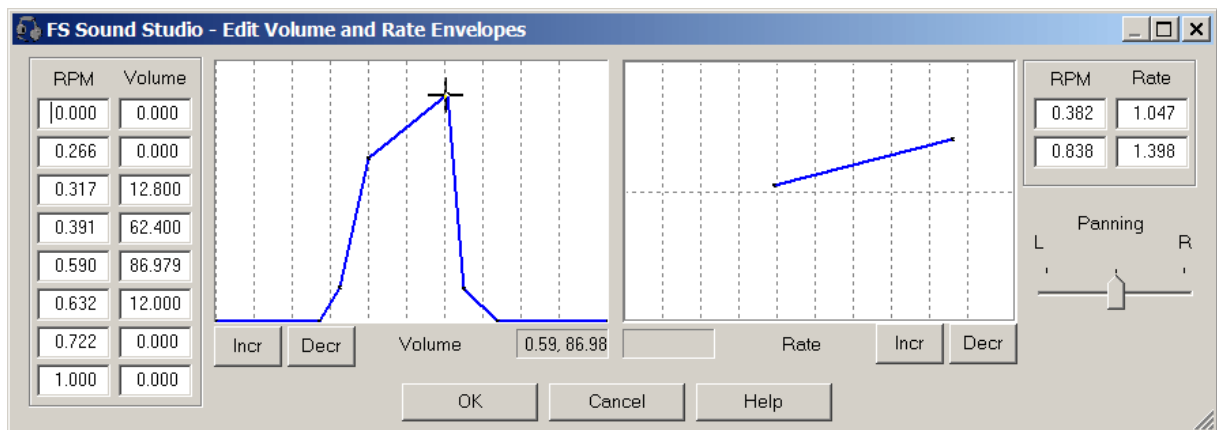 FS Sound Studio - Edit Volume and Rate Envelopes
RPM Volume
0.000 0.000
0.266 0.000
0.317 12.800
0.391 62.400
0.590 86.979
0.632 12.000
0.722 0.000
1.000 0.000
Incr Decr Volume 0.59, 86.98
Rate Incr Decr
RPM Rate
0.382 1.047
0.838 1.398
Panning
L R
OK Cancel Help